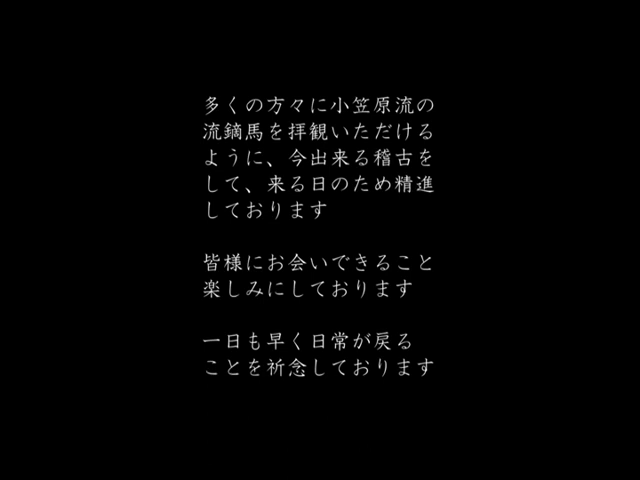 多くの方々に小笠原流の
流鏑馬を拝観いただける
ように、今出来る稽古を
して、来る日のため精進
しております
皆様にお会いできること
楽しみにしております
一日も早く日常が戻る
ことを祈念しております